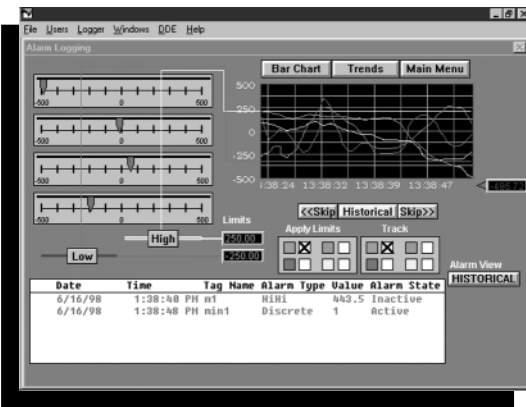 File Users Logger Windows DDE Help
Alarm Logging
Bar Chart Trends Main Menu
-500 0 500
-500 0 500
-500 0 500
-500 0 500
500
250
0
-250
-500
1:38:24 13:38:32 13:38:39 13:38:47
-495.72
<<Skip Historical Skip>>
Limits
High 250.00
Low -250.00
Apply Limits Track
Alarm View
HISTORICAL
Date Time Tag Name Alarm Type Value Alarm State
6/16/98 1:38:40 PM m1 HiHi 443.5 Inactive
6/16/98 1:38:48 PM min1 Discrete 1 Active